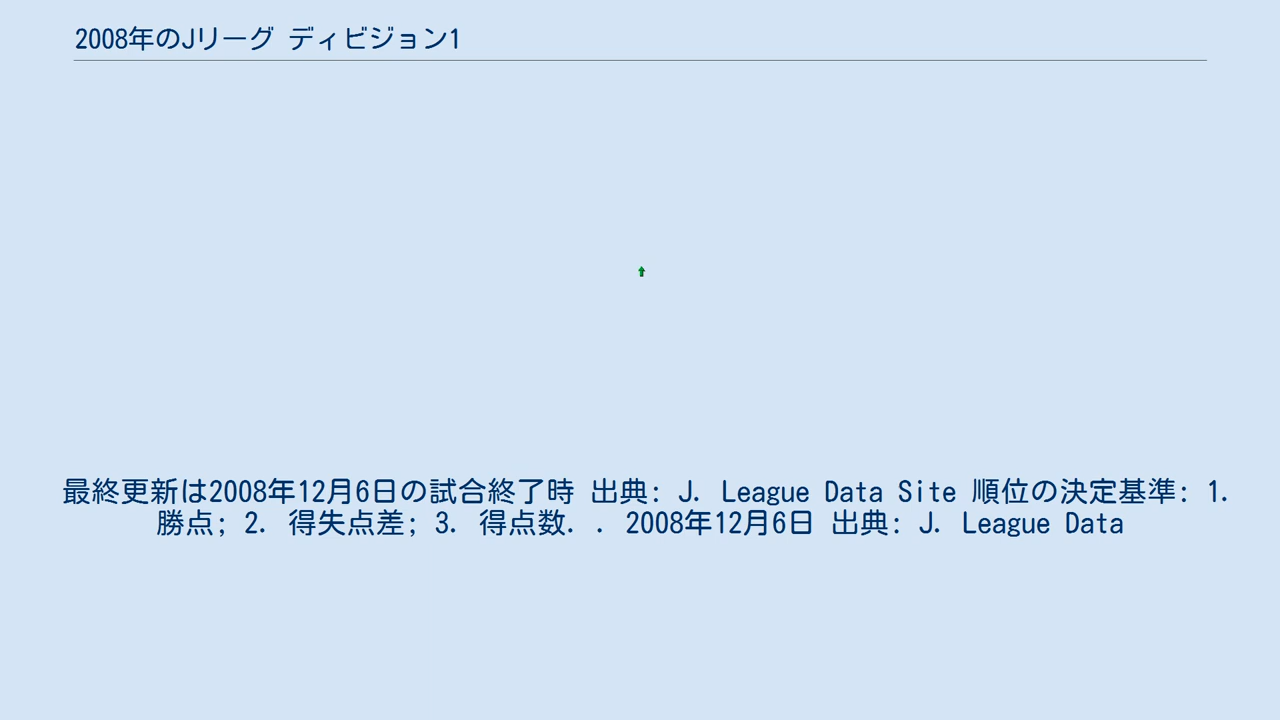 2008年のJリーグ ディビジョン1
最終更新は2008年12月6日の試合終了時 出典: J. League Data Site 順位の決定基準: 1.
勝点; 2. 得失点差; 3. 得点数. . 2008年12月6日 出典: J. League Data